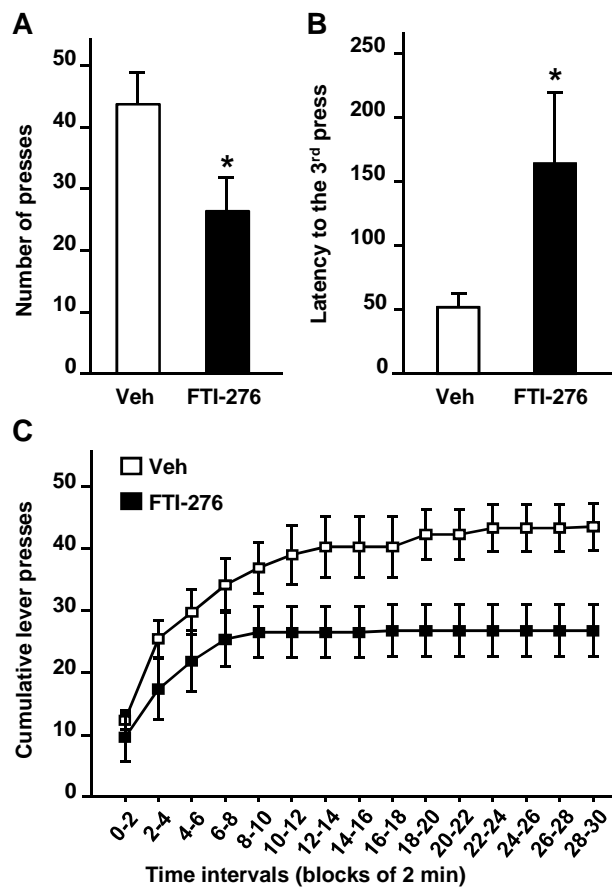 A
Number of presses
50
40
30
20
10
0
*
Veh FTI-276
B
Latency to the 3rd press
250
200
150
100
50
0
*
Veh FTI-276
C
Veh
FTI-276
Cumulative lever presses
50
40
30
20
10
0
0-2 2-4 4-6 6-8 8-10 10-12 12-14 14-16 16-18 18-20 20-22 22-24 24-26 26-28 28-30
Time intervals (blocks of 2 min)